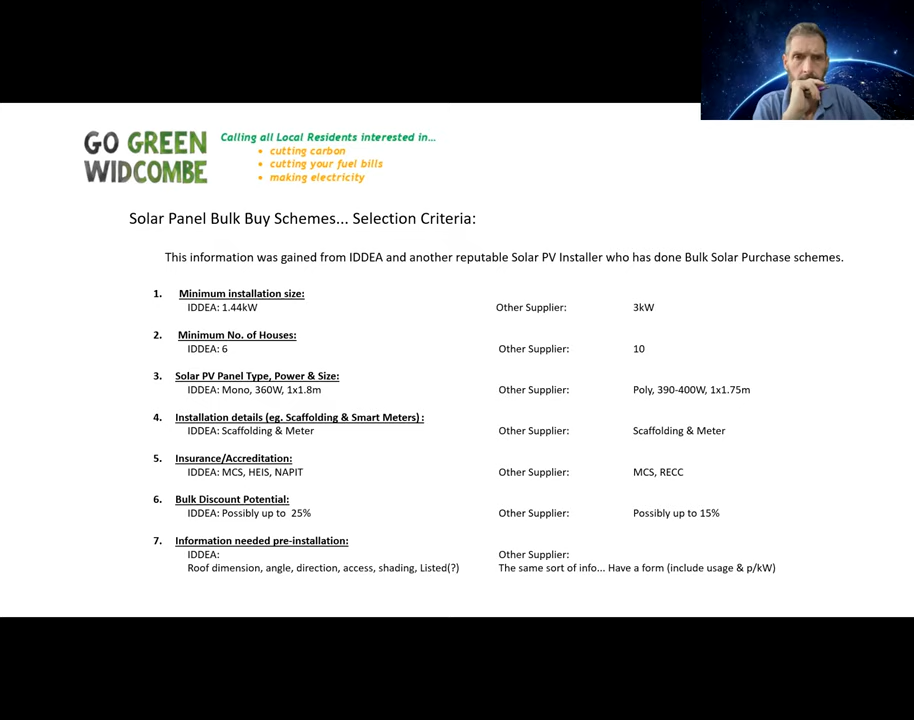 GO GREEN
WIDCOMBE
Calling all Local Residents interested in...
• cutting carbon
• cutting your fuel bills
• making electricity
Solar Panel Bulk Buy Schemes... Selection Criteria:
This information was gained from IDDEA and another reputable Solar PV Installer who has done Bulk Solar Purchase schemes.
1. Minimum installation size:
IDDEA: 1.44kW Other Supplier: 3kW
2. Minimum No. of Houses:
IDDEA: 6 Other Supplier: 10
3. Solar PV Panel Type, Power & Size:
IDDEA: Mono, 360W, 1x1.8m Other Supplier: Poly, 390-400W, 1x1.75m
4. Installation details (eg. Scaffolding & Smart Meters):
IDDEA: Scaffolding & Meter Other Supplier: Scaffolding & Meter
5. Insurance/Accreditation:
IDDEA: MCS, HEIS, NAPIT Other Supplier: MCS, RECC
6. Bulk Discount Potential:
IDDEA: Possibly up to 25% Other Supplier: Possibly up to 15%
7. Information needed pre-installation:
IDDEA: Other Supplier:
Roof dimension, angle, direction, access, shading, Listed(?) The same sort of info... Have a form (include usage & p/kW)